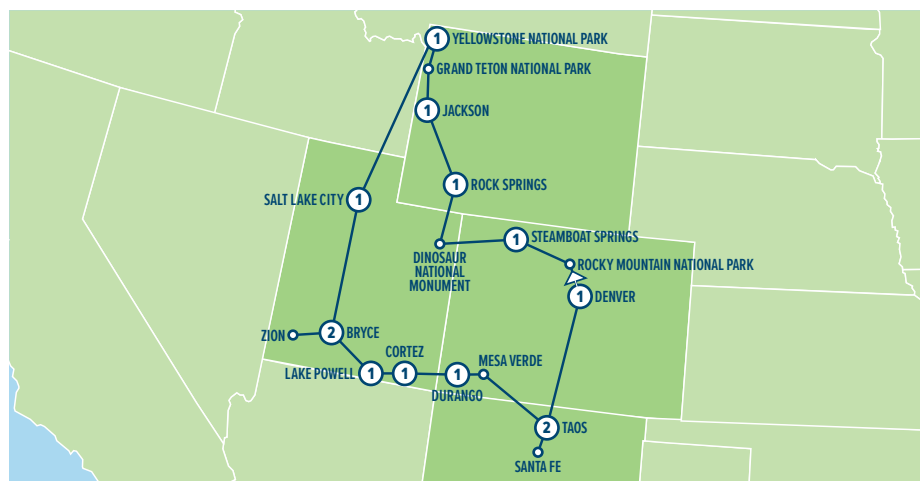 1 YELLOWSTONE NATIONAL PARK
GRAND TETON NATIONAL PARK
1 JACKSON
1 ROCK SPRINGS
SALT LAKE CITY 1
1 STEAMBOAT SPRINGS
DINOSAUR
NATIONAL
MONUMENT
ROCKY MOUNTAIN NATIONAL PARK
1 DENVER
ZION
2 BRYCE
CORTEZ
MESA VERDE
LAKE POWELL 1
1
1
DURANGO
2 TAOS
SANTA FE